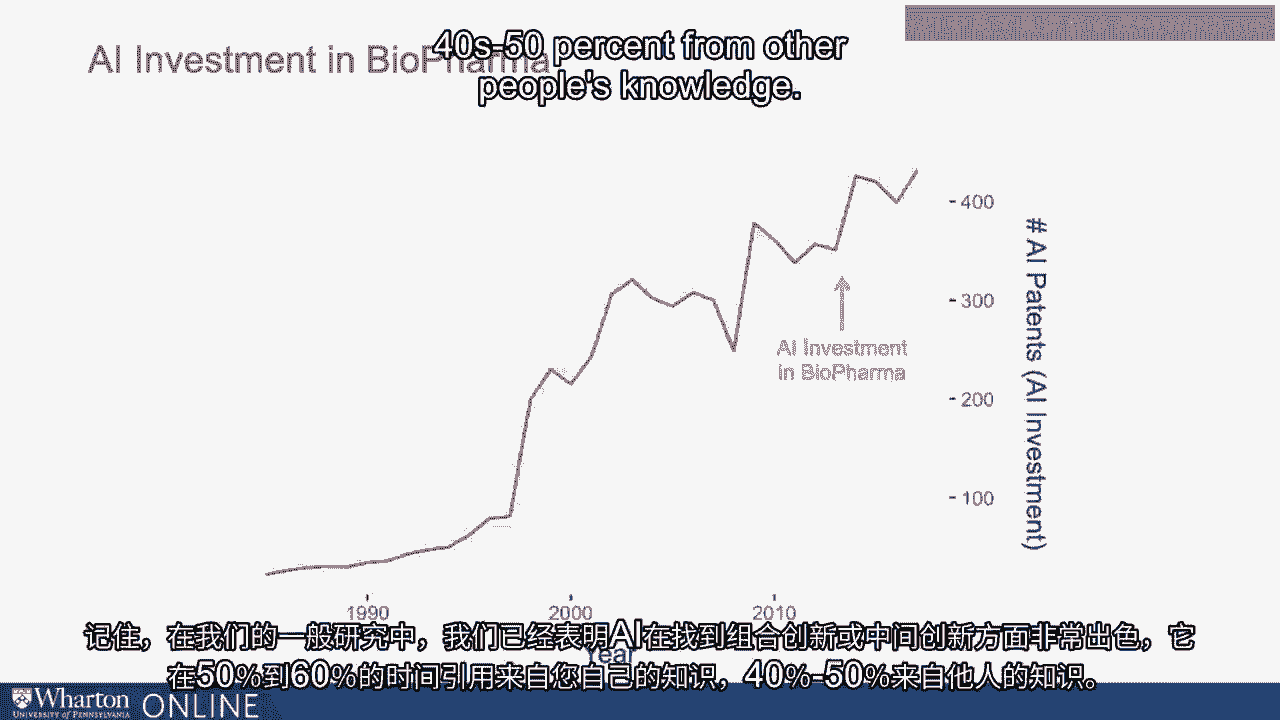 40s-50 percent from other
people's knowledge.
AI Investment in BioPharma
400
300
200
100
# AI Patents (AI Investment)
AI Investment
in BioPharma
1990
2000
2010
Year
记住，在我们的一般研究中，我们已经表明AI在找到组合创新或中间创新方面非常出色，它
在50%到60%的时间引用来自您自己的知识，40%-50%来自他人的知识。
Wharton
UNIVERSITY of PENNSYLVANIA
ONLINE